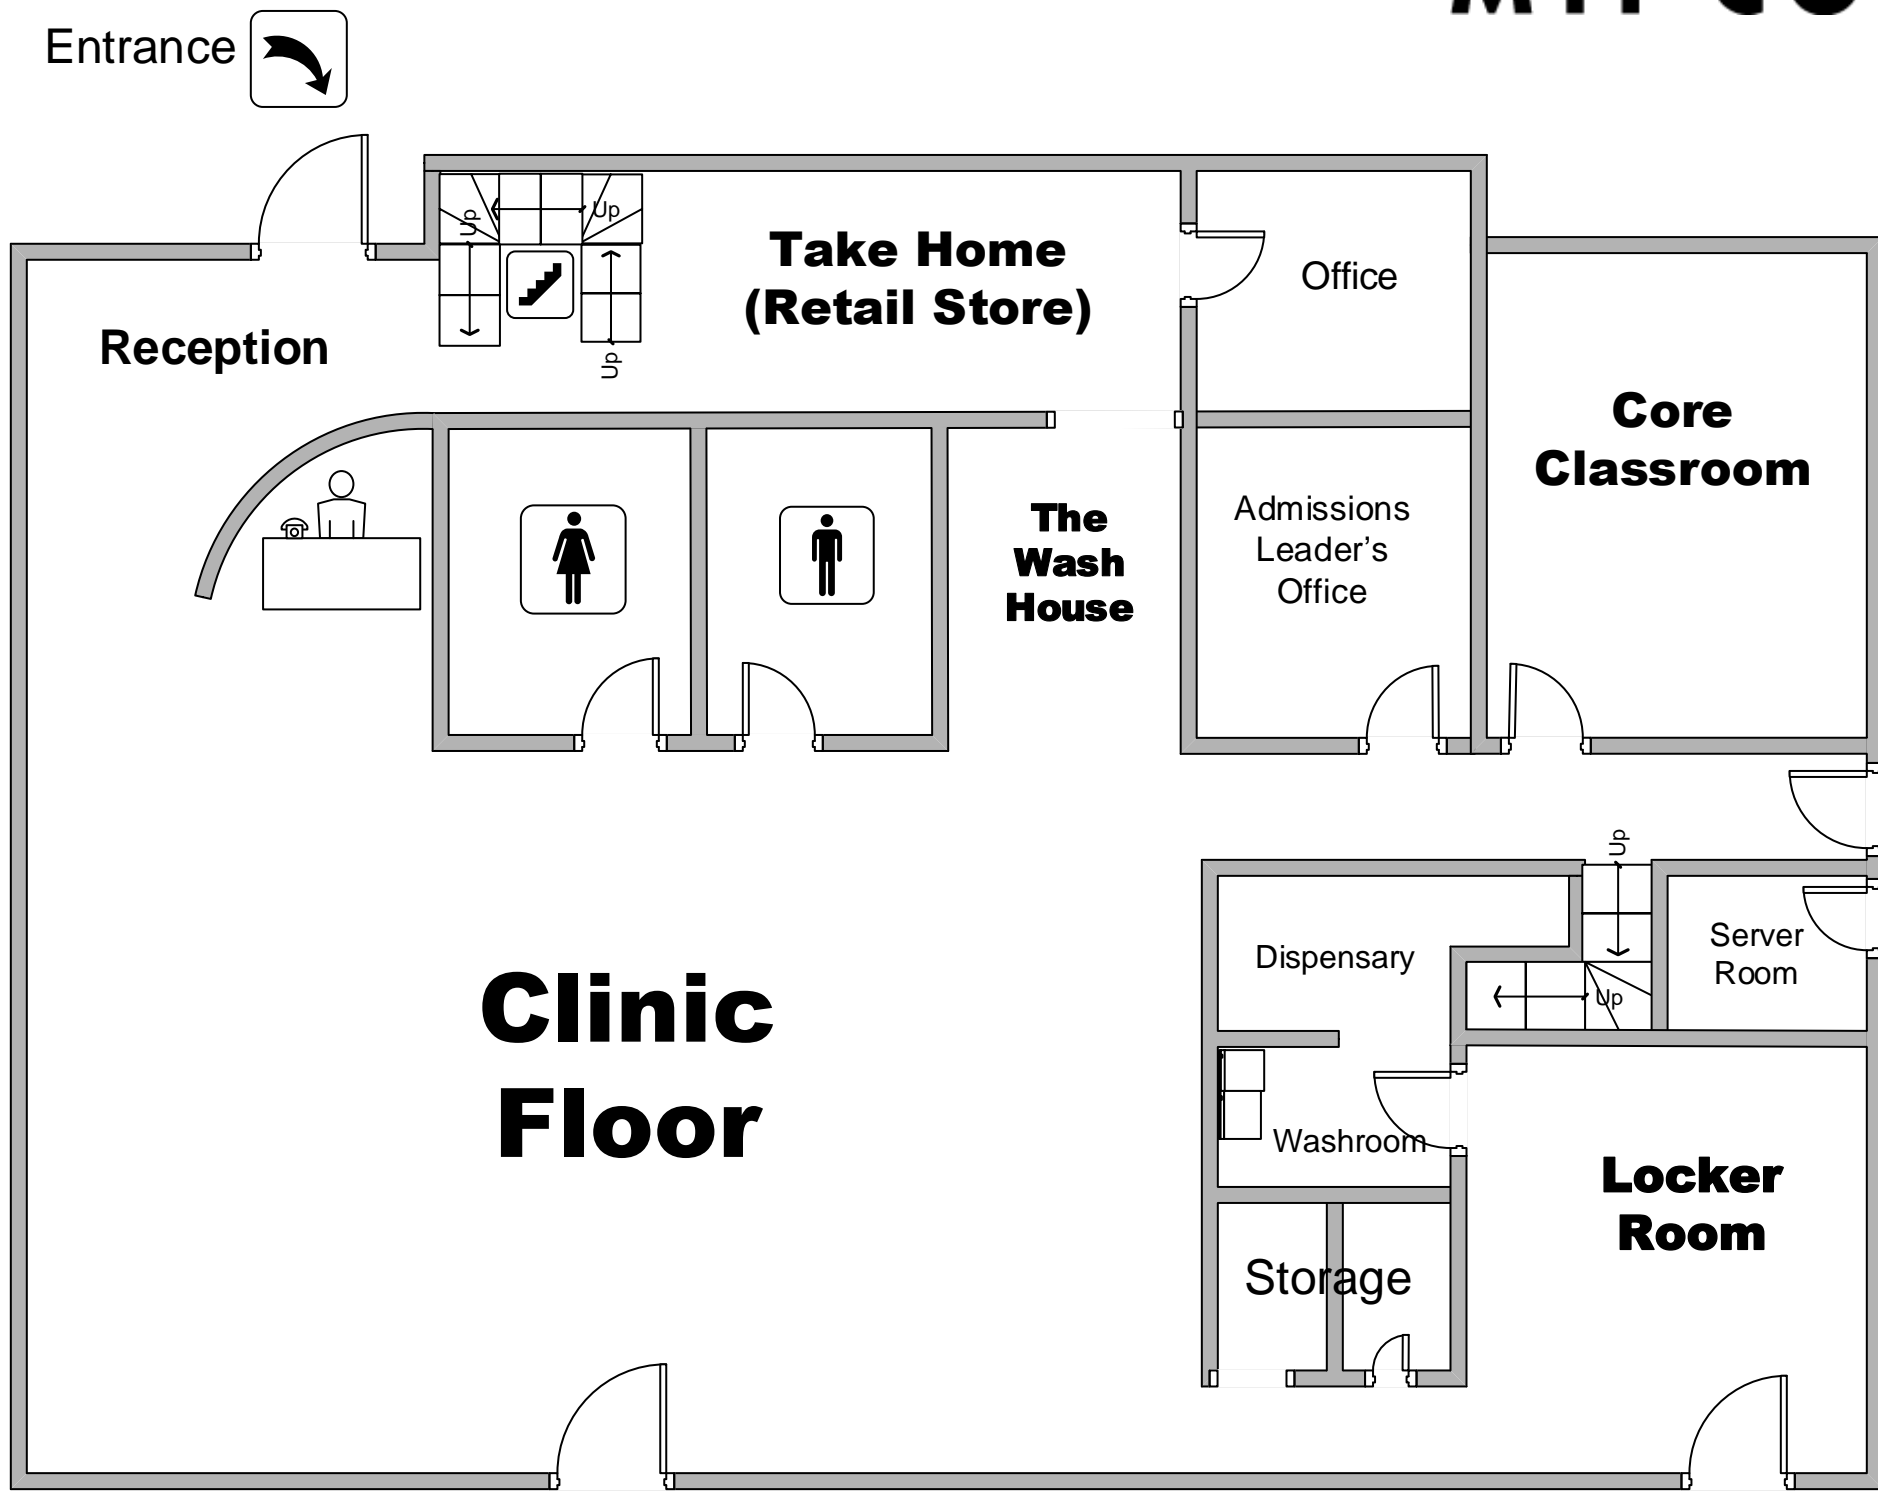 Entrance
Up
Up
Up
Take Home
(Retail Store)
Office
Reception
Core
Classroom
The
Wash
House
Admissions
Leader’s
Office
Up
Up
Dispensary
Server
Room
Clinic
Floor
Washroom
Locker
Room
Storage